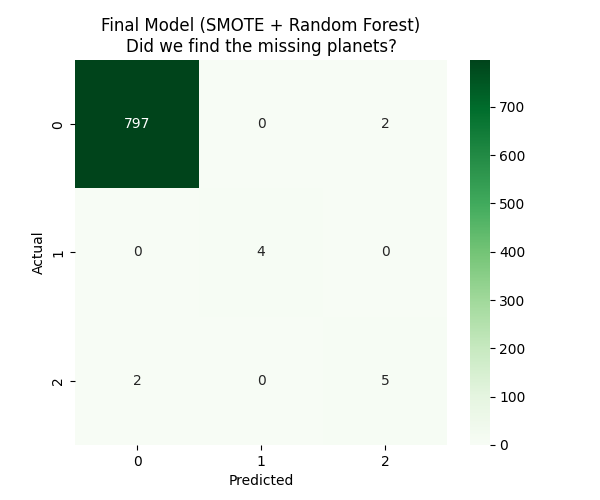 Final Model (SMOTE + Random Forest)
Did we find the missing planets?
0 797 0 2
1 0 4 0
2 2 0 5
0 1 2
Actual
Predicted
700
600
500
400
300
200
100
0